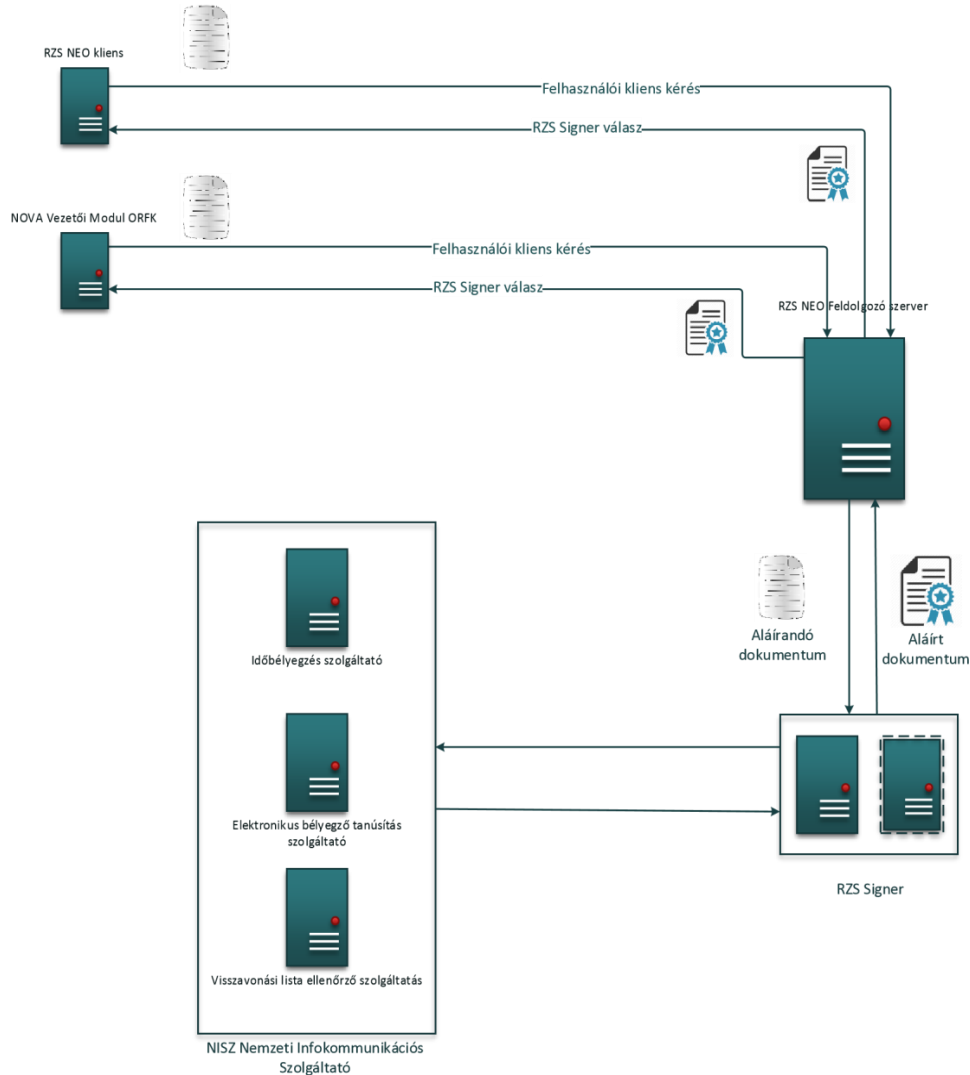 RZS NEO kliens
Felhasználói kliens kérés
RZS Signer válasz
NOVA Vezetői Modul ORFK
Felhasználói kliens kérés
RZS Signer válasz
RZS NEO Feldolgozó szerver
Aláírandó
dokumentum
Aláírt
dokumentum
Időbélyegzés szolgáltató
Elektronikus bélyegző tanúsítás
szolgáltató
Visszavonási lista ellenőrző szolgáltatás
RZS Signer
NISZ Nemzeti Infokommunikációs
Szolgáltató